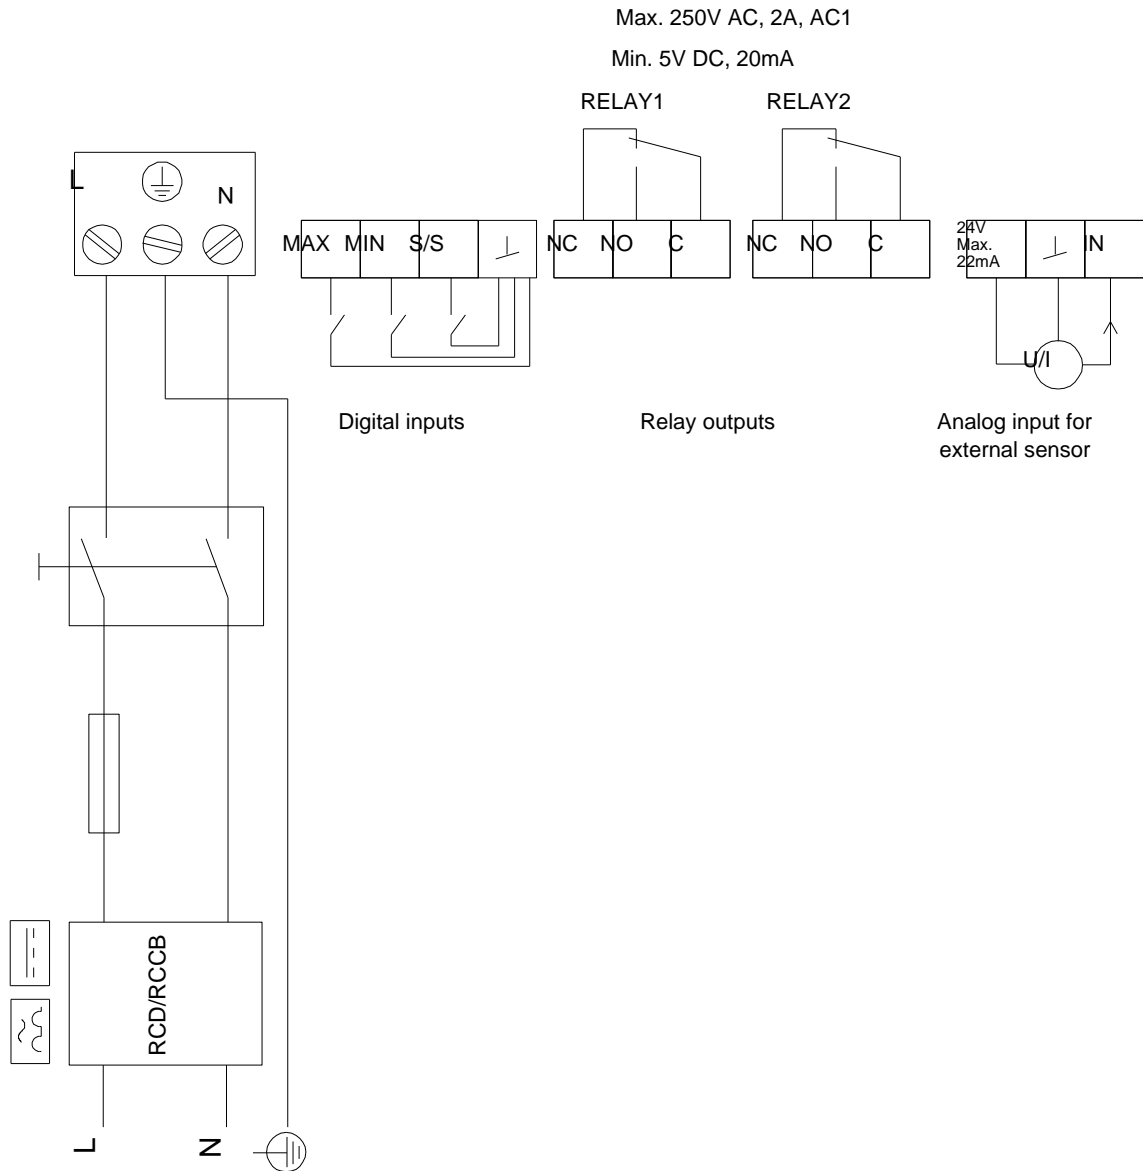 Max. 250V AC, 2A, AC1
Min. 5V DC, 20mA
RELAY1 RELAY2
L N
MAX MIN S/S NC NO C NC NO C 24V Max. 22mA IN
U/I
Digital inputs Relay outputs Analog input for
external sensor
RCD/RCCB
L N